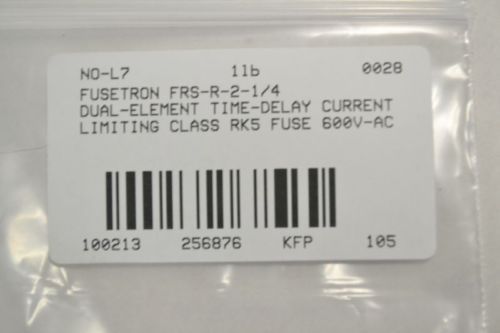 NO-L7 1lb 0028
FUSETRON FRS-R-2-1/4
DUAL-ELEMENT TIME-DELAY CURRENT
LIMITING CLASS RK5 FUSE 600V-AC
100213 256876 KFP 105